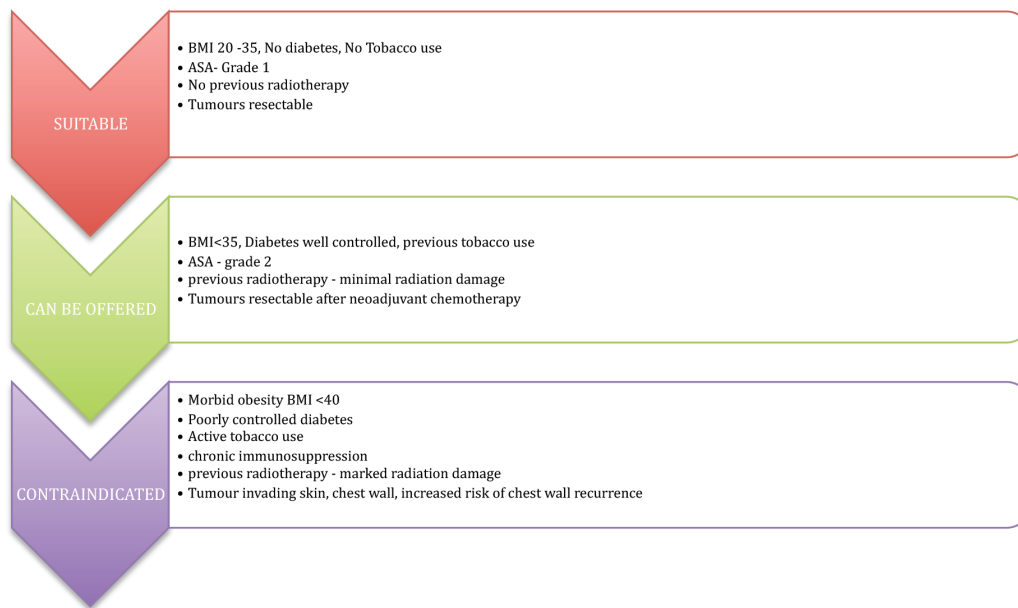 SUITABLE
• BMI 20 -35, No diabetes, No Tobacco use
• ASA- Grade 1
• No previous radiotherapy
• Tumours resectable
CAN BE OFFERED
• BMI<35, Diabetes well controlled, previous tobacco use
• ASA - grade 2
• previous radiotherapy - minimal radiation damage
• Tumours resectable after neoadjuvant chemotherapy
CONTRAINDICATED
• Morbid obesity BMI <40
• Poorly controlled diabetes
• Active tobacco use
• chronic immunosuppression
• previous radiotherapy - marked radiation damage
• Tumour invading skin, chest wall, increased risk of chest wall recurrence